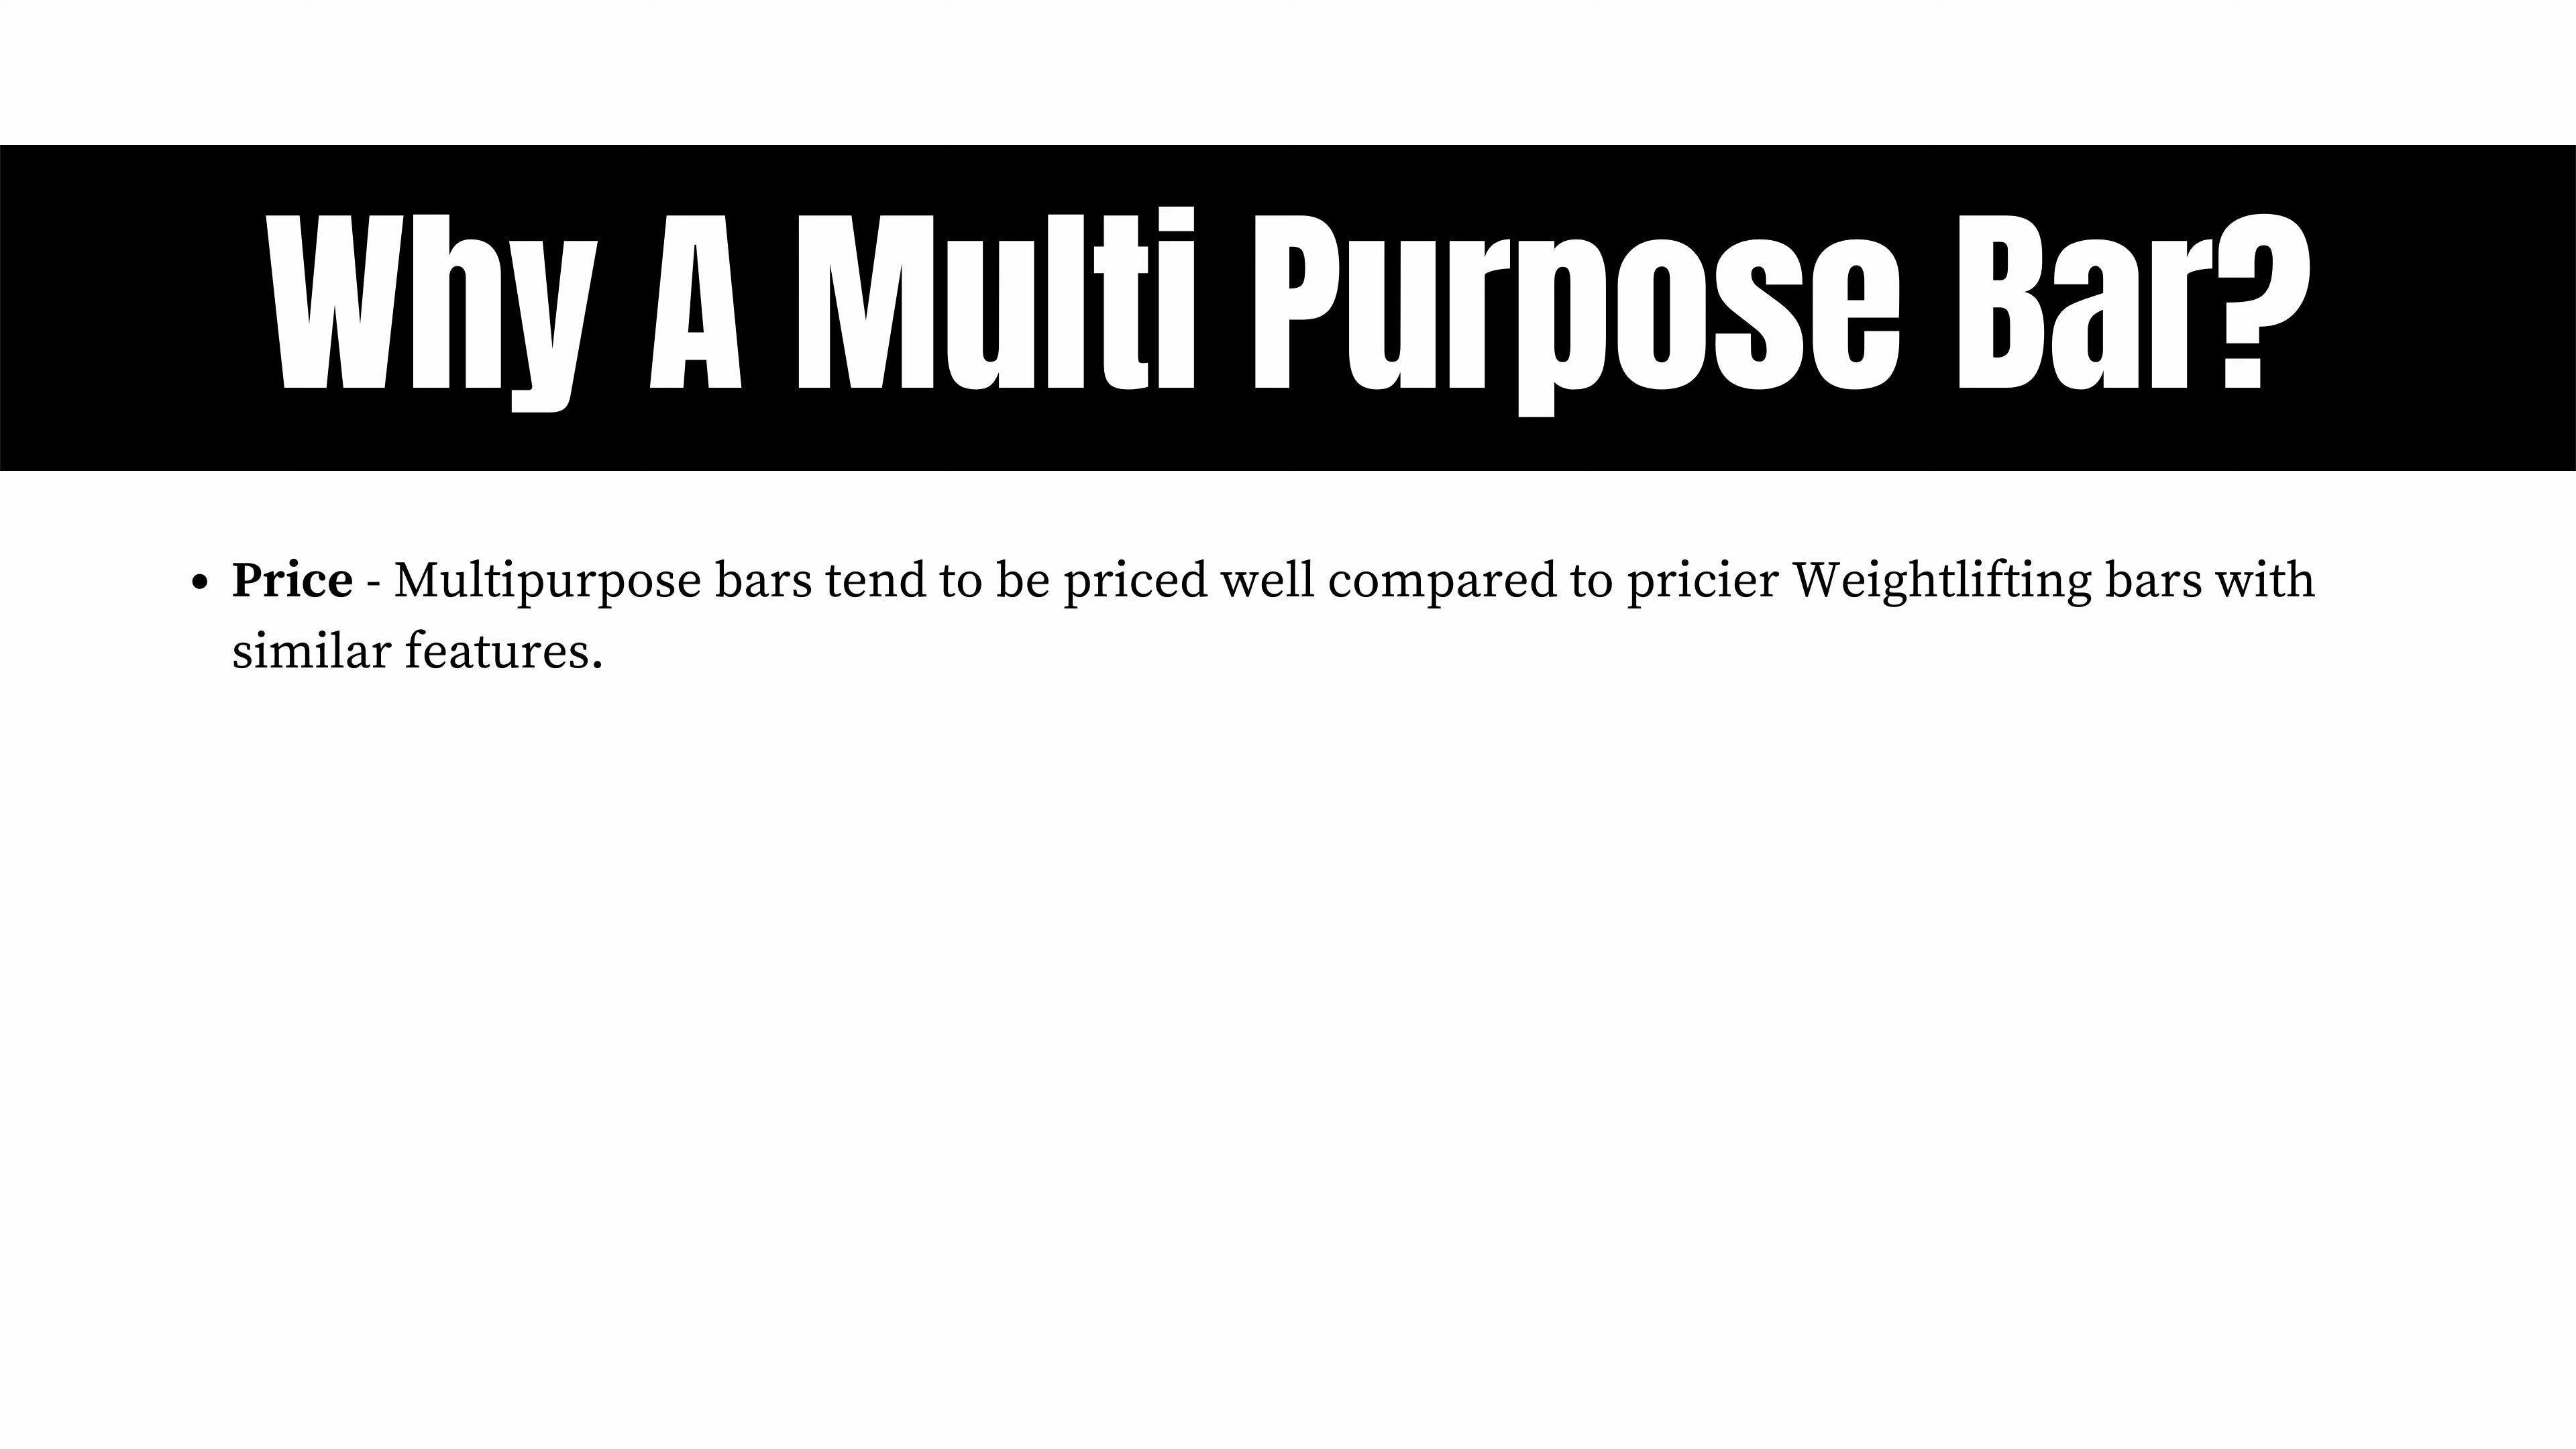 Why A Multi Purpose Bar?
• Price - Multipurpose bars tend to be priced well compared to pricier Weightlifting bars with
similar features.